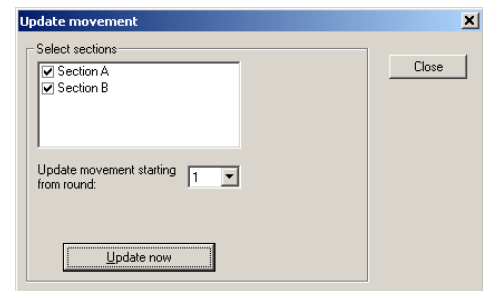 Update movement
Select sections
Section A
Section B
Close
Update movement starting
from round:
1
Update now